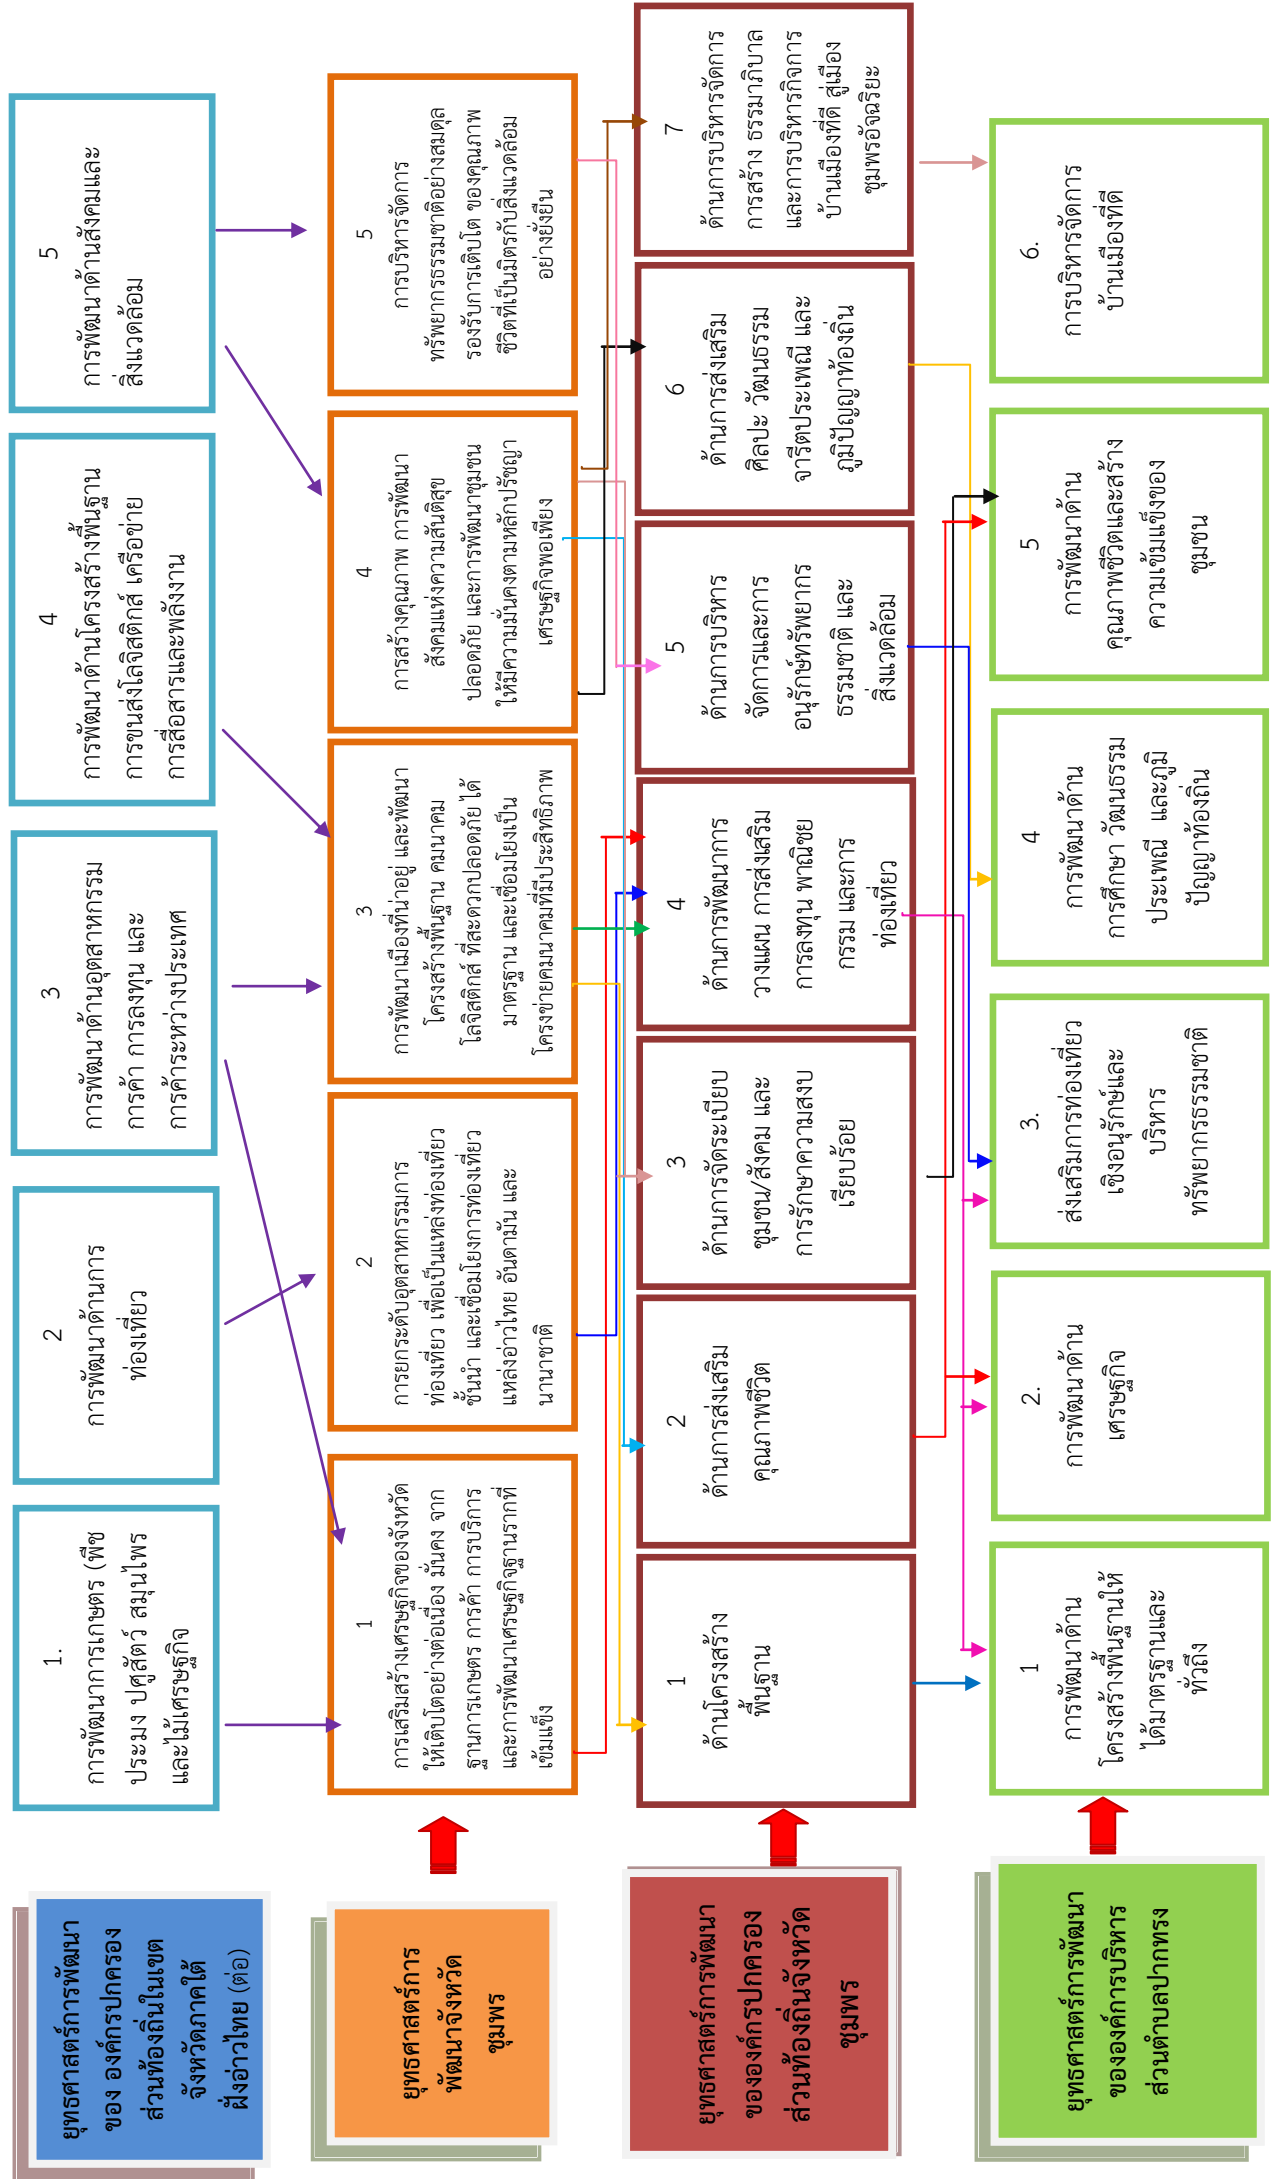 ยุทธศาสตร์การพัฒนา
ของ องค์กรปกครอง
ส่วนท้องถิ่นในเขต
จังหวัดภาคใต้
ฝั่งอ่าวไทย (ต่อ)
1.
การพัฒนาการเกษตร (พืช
ประมง ปศุสัตว์ สมุนไพร
และไม้เศรษฐกิจ
2
การพัฒนาด้านการ
ท่องเที่ยว
3
การพัฒนาด้านอุตสาหกรรม
การค้า การลงทุน และ
การค้าระหว่างประเทศ
4
การพัฒนาด้านโครงสร้างพื้นฐาน
การขนส่งโลจิสติกส์ เครือข่าย
การสื่อสารและพลังงาน
5
การพัฒนาด้านสังคมและ
สิ่งแวดล้อม
ยุทธศาสตร์การ
พัฒนาจังหวัด
ชุมพร
1
การเสริมสร้างเศรษฐกิจของจังหวัด
ให้เติบโตอย่างต่อเนื่อง มั่นคง จาก
ฐานการเกษตร การค้า การบริการ
และการพัฒนาเศรษฐกิจฐานรากที่
เข้มแข็ง
2
การยกระดับอุตสาหกรรมการ
ท่องเที่ยว เพื่อเป็นแหล่งท่องเที่ยว
ชั้นนำ และเชื่อมโยงการท่องเที่ยว
แหล่งอ่าวไทย อันดามัน และ
นานาชาติ
3
การพัฒนาเมืองที่น่าอยู่ และพัฒนา
โครงสร้างพื้นฐาน คมนาคม
โลจิสติกส์ ที่สะดวกปลอดภัย ได้
มาตรฐาน และเชื่อมโยงเป็น
โครงข่ายคมนาคมที่มีประสิทธิภาพ
4
การสร้างคุณภาพ การพัฒนา
สังคมแห่งความสันติสุข
ปลอดภัย และการพัฒนาชุมชน
ให้มีความมั่นคงตามหลักปรัชญา
เศรษฐกิจพอเพียง
5
การบริหารจัดการ
ทรัพยากรธรรมชาติอย่างสมดุล
รองรับการเติบโต ของคุณภาพ
ชีวิตที่เป็นมิตรกับสิ่งแวดล้อม
อย่างยั่งยืน
ยุทธศาสตร์การพัฒนา
ขององค์กรปกครอง
ส่วนท้องถิ่นจังหวัด
ชุมพร
1
ด้านโครงสร้าง
พื้นฐาน
2
ด้านการส่งเสริม
คุณภาพชีวิต
3
ด้านการจัดระเบียบ
ชุมชน/สังคม และ
การรักษาความสงบ
เรียบร้อย
4
ด้านการพัฒนาการ
วางแผน การส่งเสริม
การลงทุน พาณิชย
กรรม และการ
ท่องเที่ยว
5
ด้านการบริหาร
จัดการและการ
อนุรักษ์ทรัพยากร
ธรรมชาติ และ
สิ่งแวดล้อม
6
ด้านการส่งเสริม
ศิลปะ วัฒนธรรม
จารีตประเพณี และ
ภูมิปัญญาท้องถิ่น
7
ด้านการบริหารจัดการ
การสร้าง ธรรมาภิบาล
และการบริหารกิจการ
บ้านเมืองที่ดี สู่เมือง
ชุมพรอัจฉริยะ
ยุทธศาสตร์การพัฒนา
ขององค์การบริหาร
ส่วนตำบลปากทรง
1
การพัฒนาด้าน
โครงสร้างพื้นฐานให้
ได้มาตรฐานและ
ทั่วถึง
2.
การพัฒนาด้าน
เศรษฐกิจ
3.
ส่งเสริมการท่องเที่ยว
เชิงอนุรักษ์และ
บริหาร
ทรัพยากรธรรมชาติ
4
การพัฒนาด้าน
การศึกษา วัฒนธรรม
ประเพณี และภูมิ
ปัญญาท้องถิ่น
5
การพัฒนาด้าน
คุณภาพชีวิตและสร้าง
ความเข้มแข็งของ
ชุมชน
6.
การบริหารจัดการ
บ้านเมืองที่ดี